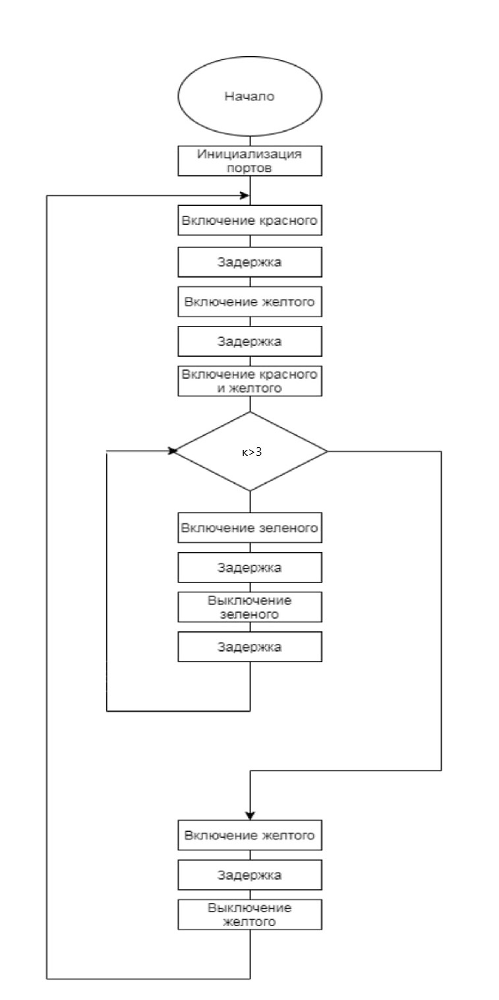 Начало
Инициализация
портов
Включение красного
Задержка
Включение желтого
Задержка
Включение красного
и желтого
к>3
Включение зеленого
Задержка
Выключение
зеленого
Задержка
Включение желтого
Задержка
Выключение
желтого